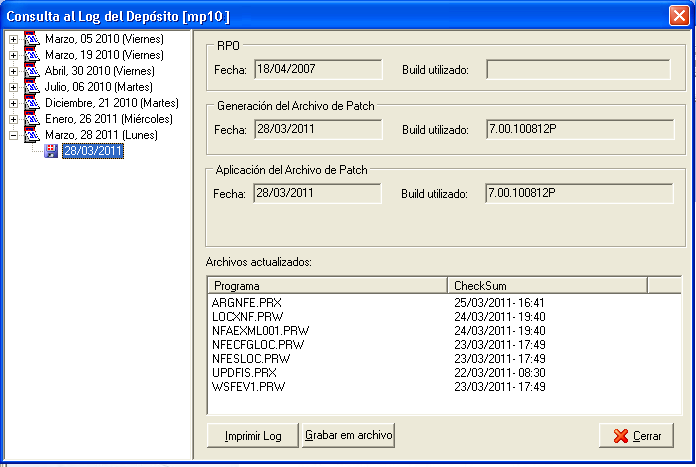 Consulta al Log del Depósito [mp10 ]
Marzo, 05 2010 (Viernes)
Marzo, 19 2010 (Viernes)
Abril, 30 2010 (Viernes)
Julio, 06 2010 (Martes)
Diciembre, 21 2010 (Martes)
Enero, 26 2011 (Miércoles)
Marzo, 28 2011 (Lunes)
28/03/2011
RPO
Fecha: 18/04/2007 Build utilizado:
Generación del Archivo de Patch
Fecha: 28/03/2011 Build utilizado: 7.00.100812P
Aplicación del Archivo de Patch
Fecha: 28/03/2011 Build utilizado: 7.00.100812P
Archivos actualizados:
Programa CheckSum
ARGNFE.PRX 25/03/2011- 16:41
LOCXNF.PRW 24/03/2011- 19:40
NFAEXML001.PRW 24/03/2011- 19:40
NFECFGLOC.PRW 23/03/2011- 17:49
NFESLOC.PRW 23/03/2011- 17:49
UPDFIS.PRX 22/03/2011- 08:30
WSFEV1.PRW 23/03/2011- 17:49
Imprimir Log Grabar em archivo Cerrar